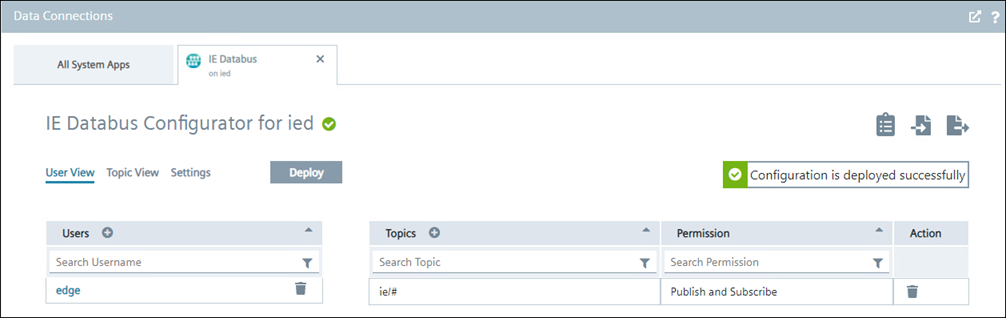 Data Connections
?
All System Apps
IE Databus
on ied
IE Databus Configurator for ied
User View Topic View Settings Deploy
Configuration is deployed successfully
Users Topics Permission Action
Search Username Search Topic Search Permission
edge ie/# Publish and Subscribe